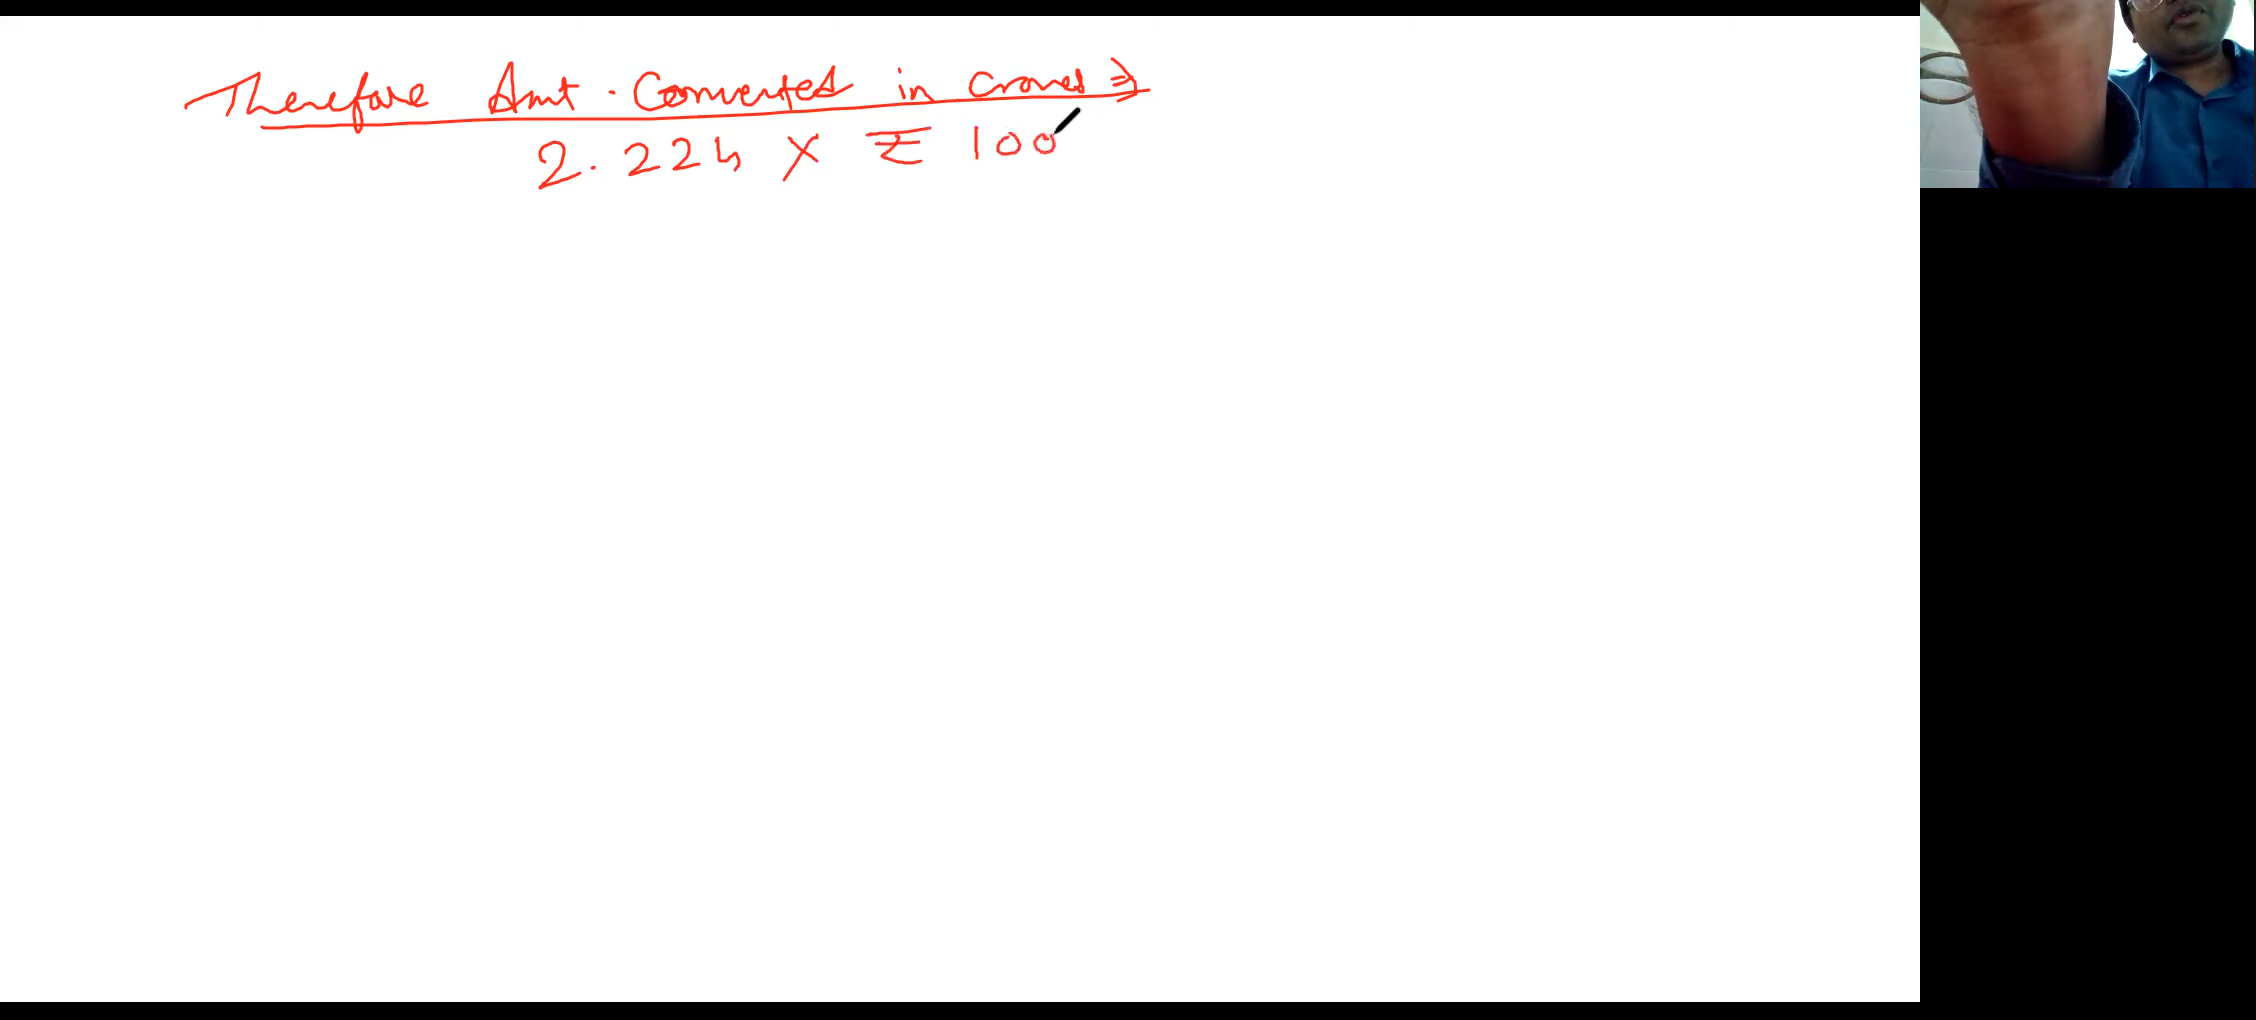 Therefore Amt. Converted in Crores ⇒
2.224 X ₹ 100